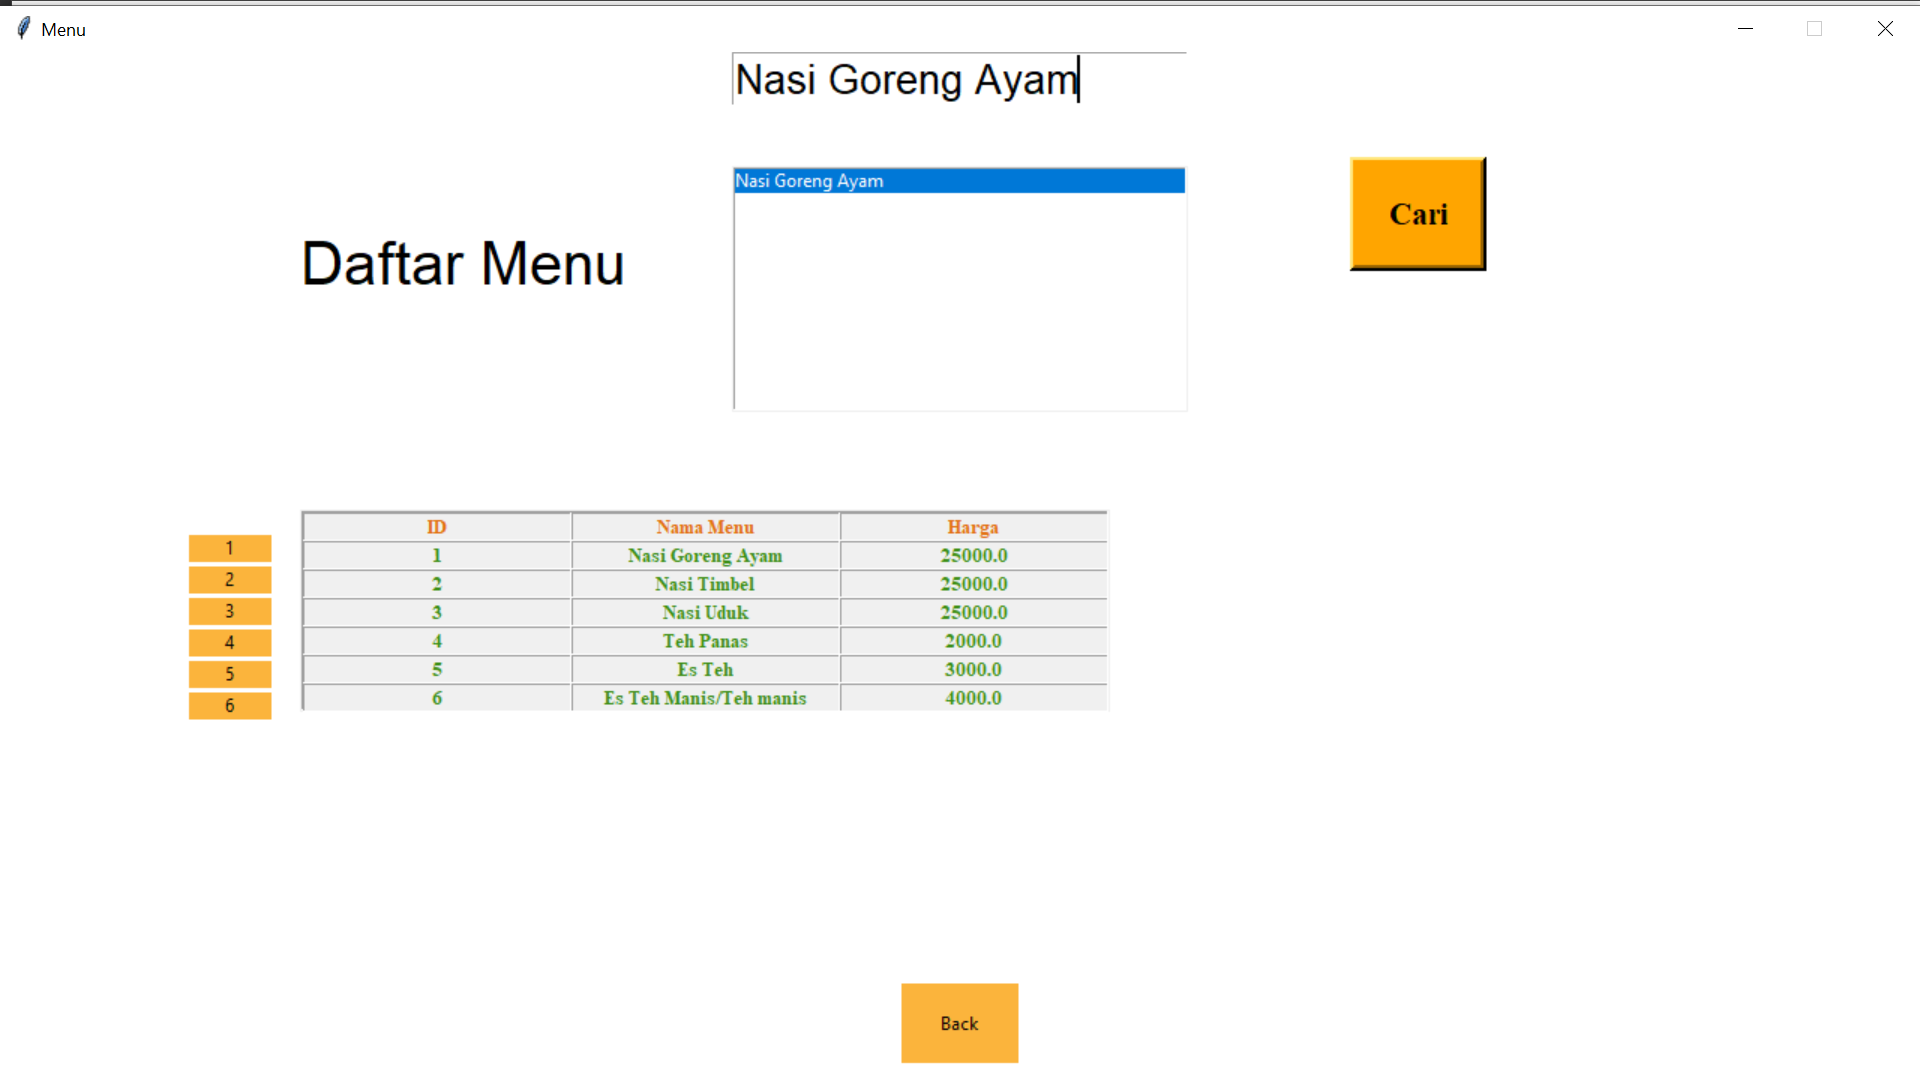 Menu
Nasi Goreng Ayam
Nasi Goreng Ayam
Cari
Daftar Menu
ID Nama Menu Harga
1 1 Nasi Goreng Ayam 25000.0
2 2 Nasi Timbel 25000.0
3 3 Nasi Uduk 25000.0
4 4 Teh Panas 2000.0
5 5 Es Teh 3000.0
6 6 Es Teh Manis/Teh manis 4000.0
Back